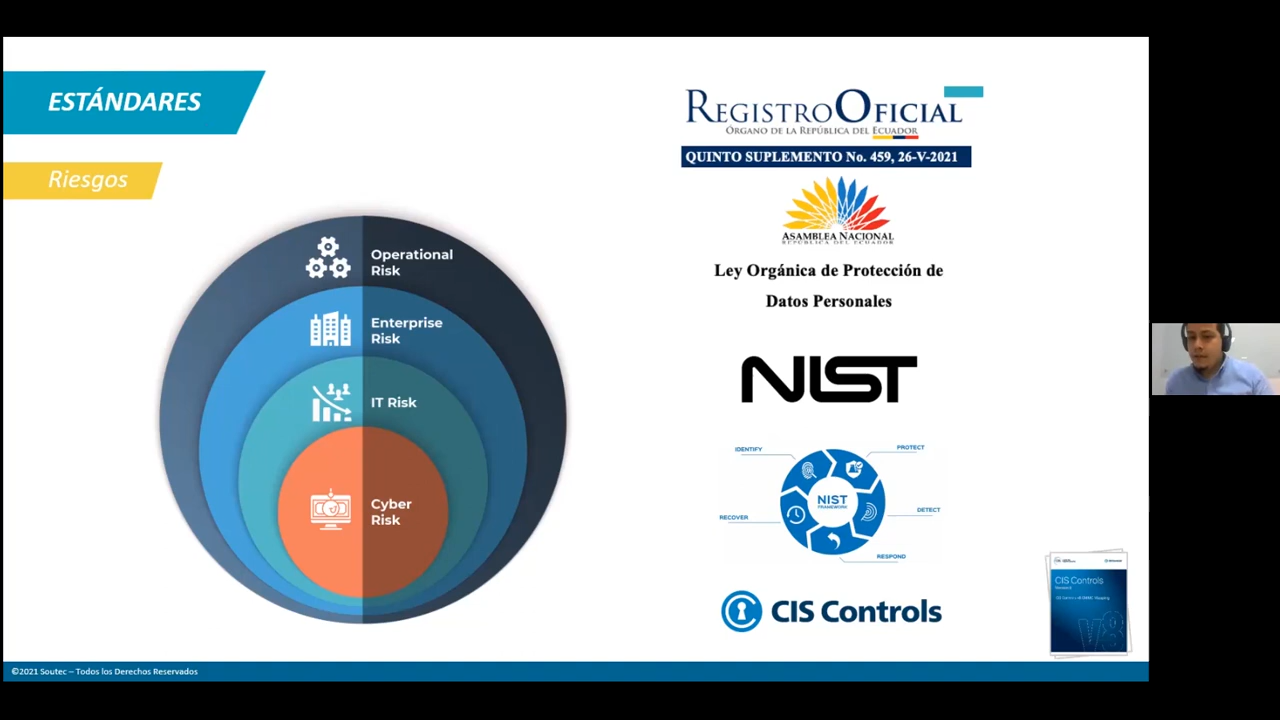 ESTÁNDARES
Riesgos
Operational
Risk
Enterprise
Risk
IT Risk
Cyber
Risk
REGISTRO OFICIAL
ÓRGANO DE LA REPÚBLICA DEL ECUADOR
QUINTO SUPLEMENTO No. 459, 26-V-2021
ASAMBLEA NACIONAL
REPÚBLICA DEL ECUADOR
Ley Orgánica de Protección de
Datos Personales
NIST
IDENTIFY
PROTECT
NIST
FRAMEWORK
RECOVER
DETECT
RESPOND
CIS Controls
CIS Controls
v8
©2021 Soutec – Todos los Derechos Reservados